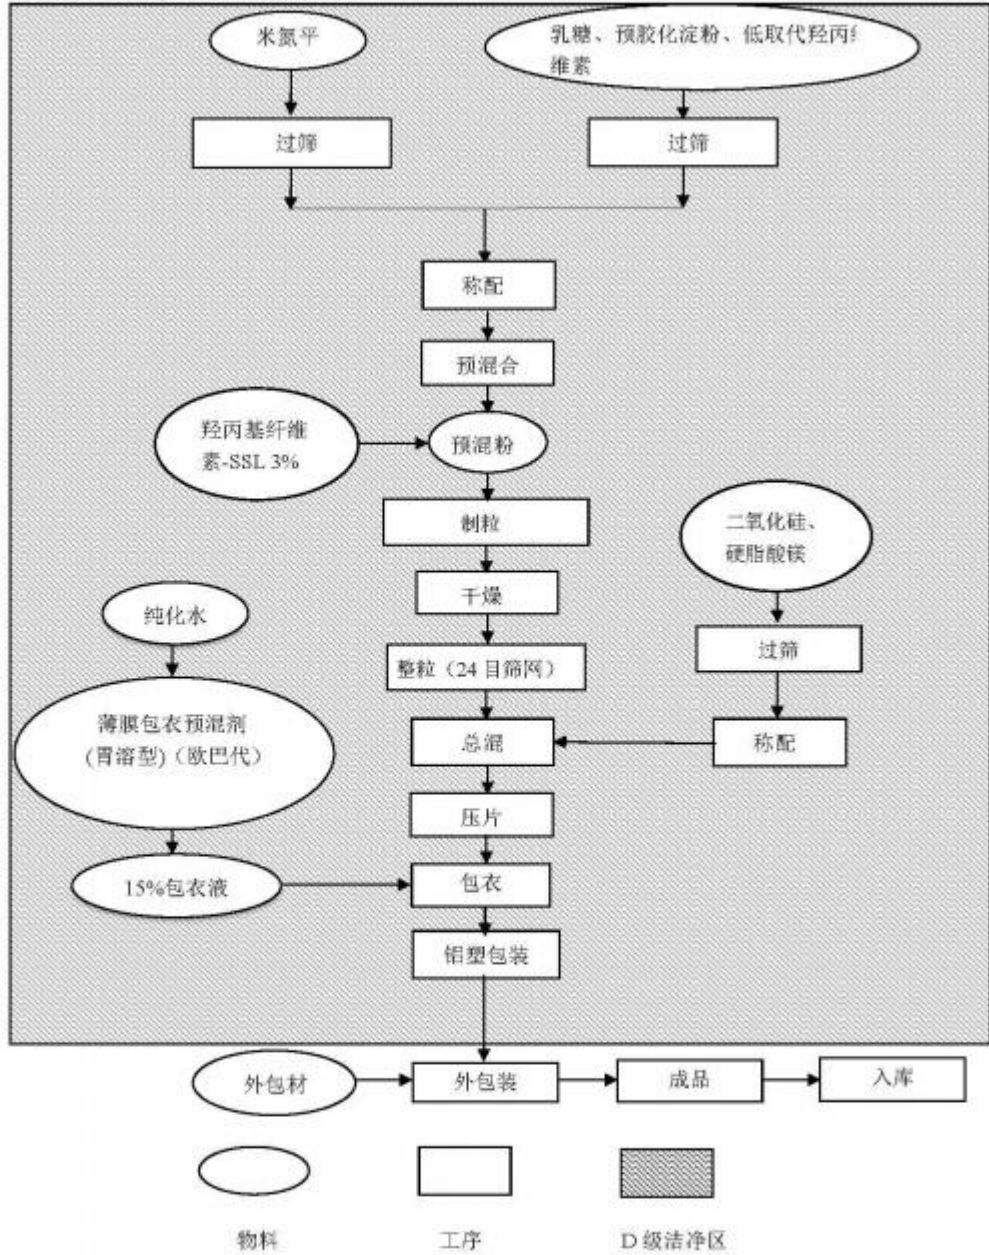 米氮平
乳糖、预胶化淀粉、低取代羟丙纤
维素
过筛
过筛
称配
预混合
羟丙基纤维
素-SSL 3%
预混粉
制粒
二氧化硅、
硬脂酸镁
干燥
纯化水
过筛
整粒（24 目筛网）
薄膜包衣预混剂
(胃溶型)（欧巴代）
总混
称配
压片
15%包衣液
包衣
铝塑包装
外包材
外包装
成品
入库
物料
工序
D 级洁净区